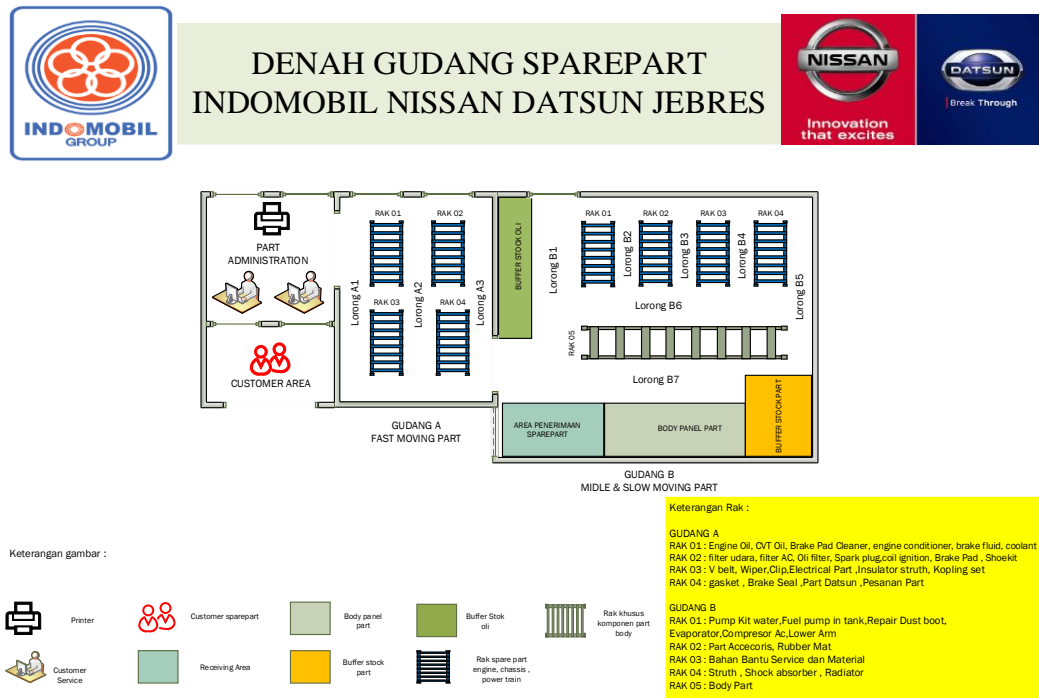 INDOMOBIL
GROUP
DENAH GUDANG SPAREPART
INDOMOBIL NISSAN DATSUN JEBRES
NISSAN
Innovation
that excites
DATSUN
Break Through
PART
ADMINISTRATION
CUSTOMER AREA
RAK 01
RAK 02
RAK 03
RAK 04
Lorong A1
Lorong A2
Lorong A3
GUDANG A
FAST MOVING PART
BUFFER STOCK OLI
RAK 01
RAK 02
RAK 03
RAK 04
Lorong B1
Lorong B2
Lorong B3
Lorong B4
Lorong B5
Lorong B6
RAK 05
Lorong B7
AREA PENERIMAAN
SPAREPART
BODY PANEL PART
BUFFER STOCK PART
GUDANG B
MIDLE & SLOW MOVING PART
Keterangan gambar :
Printer
Customer sparepart
Body panel
part
Buffer Stok
oli
Rak khusus
komponen part
body
Customer
Service
Receiving Area
Buffer stock
part
Rak spare part
engine, chassis ,
power train
Keterangan Rak :
GUDANG A
RAK 01 : Engine Oil, CVT Oil, Brake Pad Cleaner, engine conditioner, brake fluid, coolant
RAK 02 : filter udara, filter AC, Oli filter, Spark plug,coil ignition, Brake Pad , Shoekit
RAK 03 : V belt, Wiper,Clip,Electrical Part ,Insulator struth, Kopling set
RAK 04 : gasket , Brake Seal ,Part Datsun ,Pesanan Part
GUDANG B
RAK 01 : Pump Kit water,Fuel pump in tank,Repair Dust boot,
Evaporator,Compresor Ac,Lower Arm
RAK 02 : Part Accecoris, Rubber Mat
RAK 03 : Bahan Bantu Service dan Material
RAK 04 : Struth , Shock absorber , Radiator
RAK 05 : Body Part